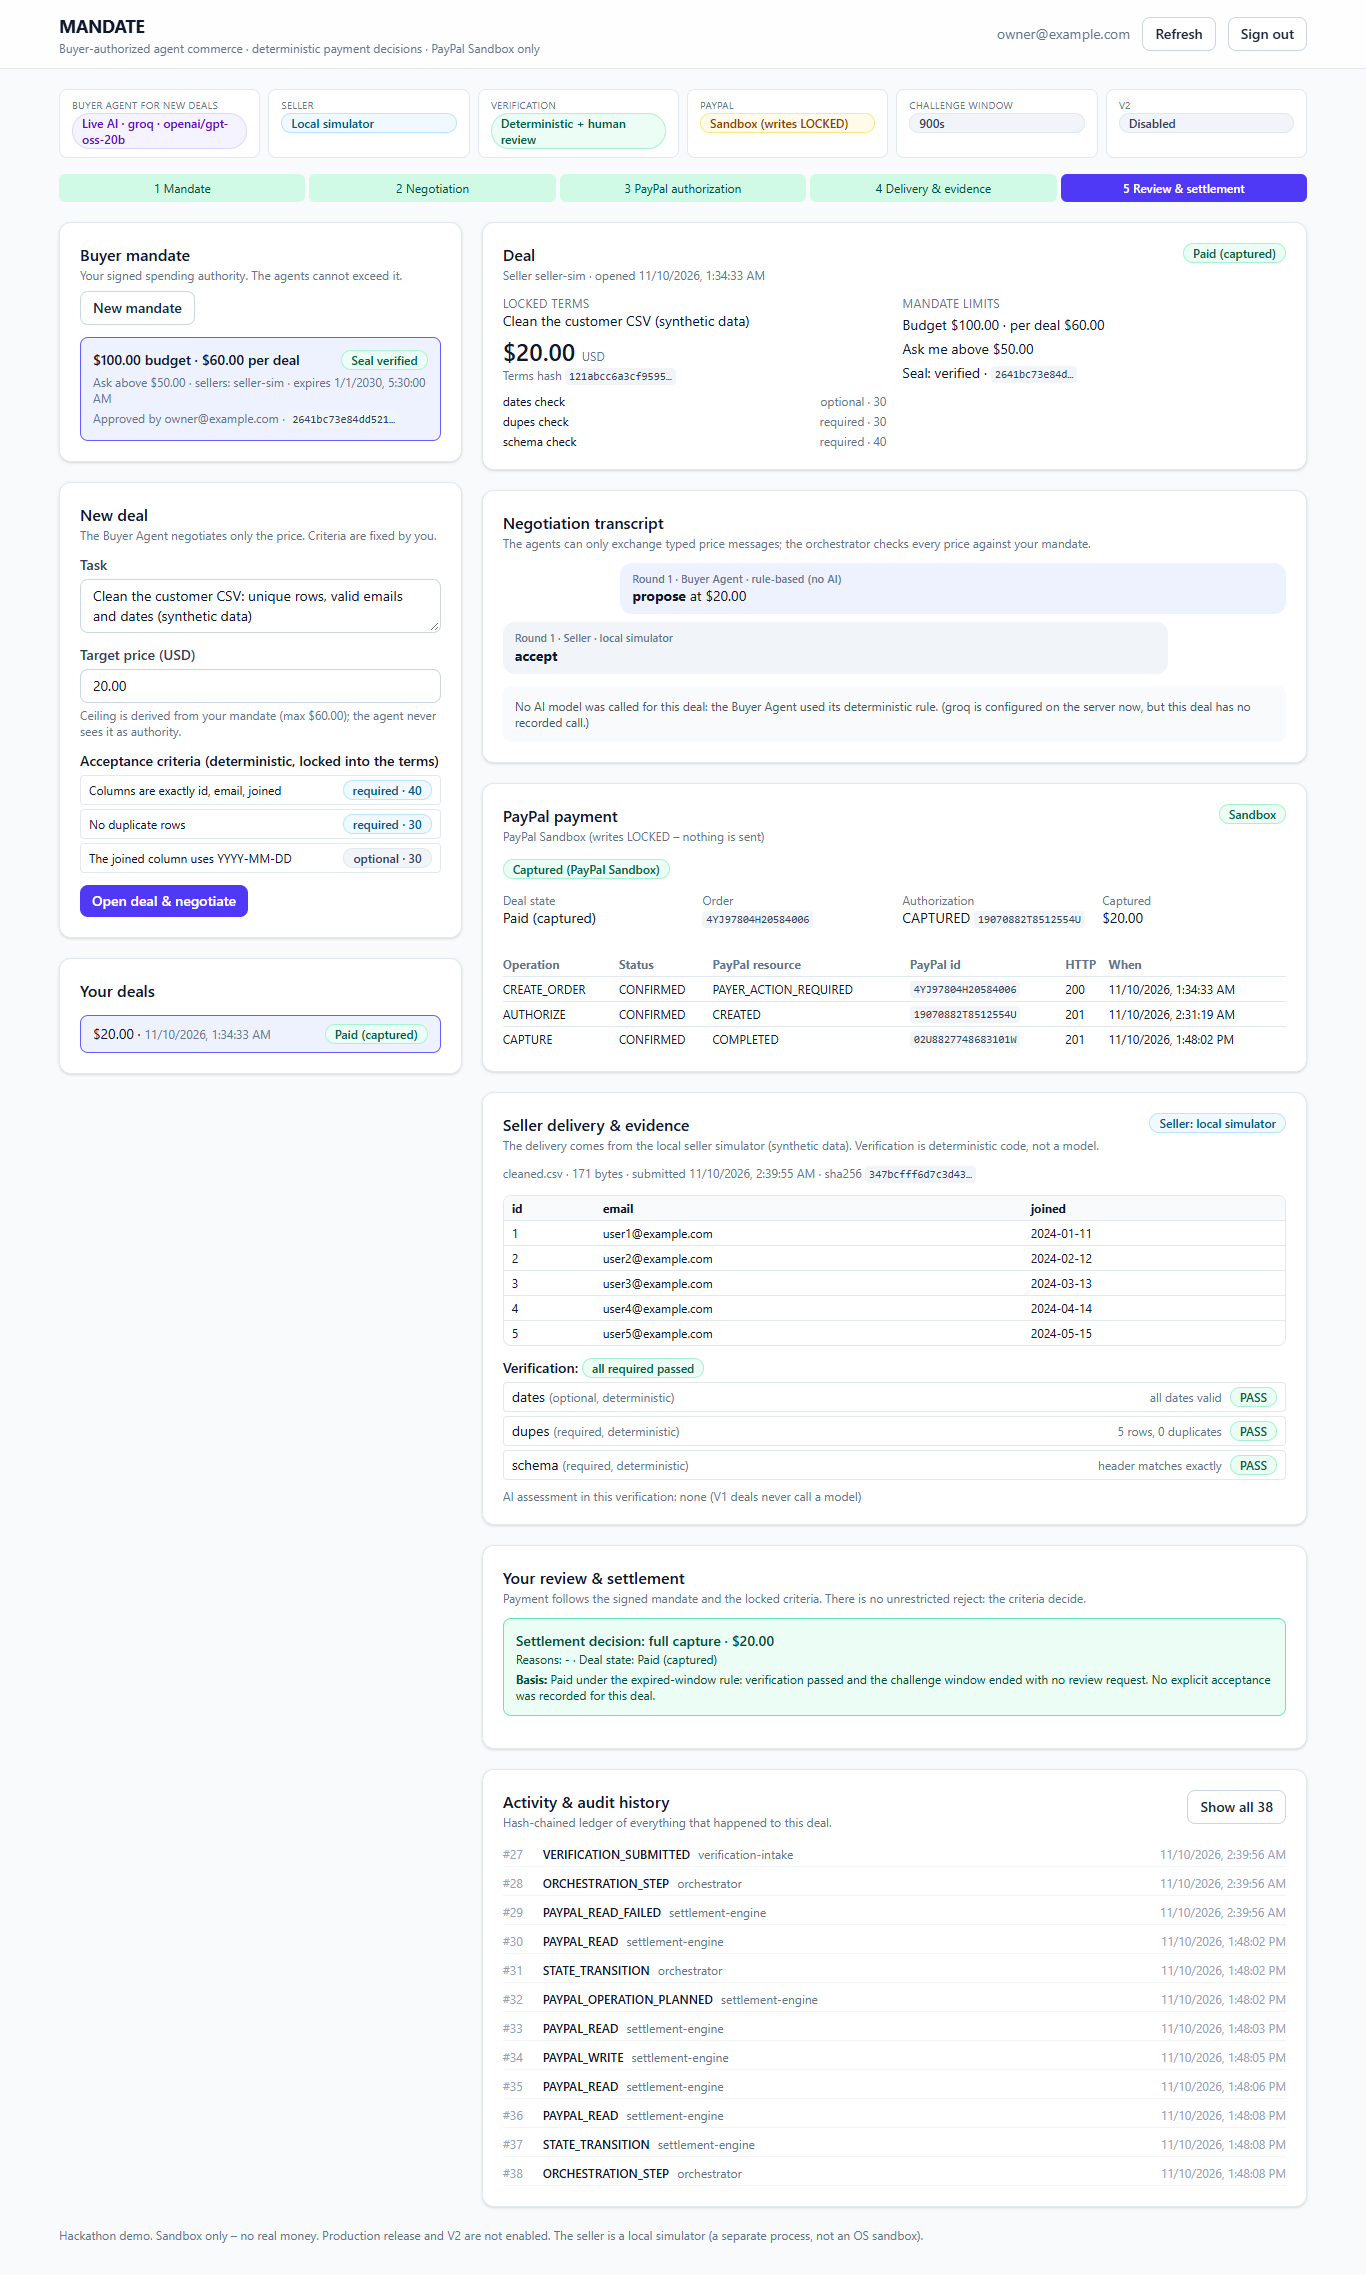 MANDATE
Buyer-authorized agent commerce · deterministic payment decisions · PayPal Sandbox only
owner@example.com
Refresh
Sign out
BUYER AGENT FOR NEW DEALS
Live AI · groq · openai/gpt-
oss-20b
SELLER
Local simulator
VERIFICATION
Deterministic + human
review
PAYPAL
Sandbox (writes LOCKED)
CHALLENGE WINDOW
900s
V2
Disabled
1 Mandate
2 Negotiation
3 PayPal authorization
4 Delivery & evidence
5 Review & settlement
Buyer mandate
Your signed spending authority. The agents cannot exceed it.
New mandate
$100.00 budget · $60.00 per deal
Seal verified
Ask above $50.00 · sellers: seller-sim · expires 1/1/2030, 5:30:00
AM
Approved by owner@example.com · 2641bc73e84dd521…
New deal
The Buyer Agent negotiates only the price. Criteria are fixed by you.
Task
Clean the customer CSV: unique rows, valid emails
and dates (synthetic data)
Target price (USD)
20.00
Ceiling is derived from your mandate (max $60.00); the agent never
sees it as authority.
Acceptance criteria (deterministic, locked into the terms)
Columns are exactly id, email, joined
required · 40
No duplicate rows
required · 30
The joined column uses YYYY-MM-DD
optional · 30
Open deal & negotiate
Your deals
$20.00 · 11/10/2026, 1:34:33 AM
Paid (captured)
Deal
Paid (captured)
Seller seller-sim · opened 11/10/2026, 1:34:33 AM
LOCKED TERMS
Clean the customer CSV (synthetic data)
$20.00 USD
Terms hash 121abcc6a3cf9595…
dates check
optional · 30
dupes check
required · 30
schema check
required · 40
MANDATE LIMITS
Budget $100.00 · per deal $60.00
Ask me above $50.00
Seal: verified · 2641bc73e84d…
Negotiation transcript
The agents can only exchange typed price messages; the orchestrator checks every price against your mandate.
Round 1 · Buyer Agent · rule-based (no AI)
propose at $20.00
Round 1 · Seller · local simulator
accept
No AI model was called for this deal: the Buyer Agent used its deterministic rule. (groq is configured on the server now, but this deal has no
recorded call.)
PayPal payment
Sandbox
PayPal Sandbox (writes LOCKED – nothing is sent)
Captured (PayPal Sandbox)
Deal state
Paid (captured)
Order
4YJ97804H20584006
Authorization
CAPTURED 19070882T8512554U
Captured
$20.00
Operation Status PayPal resource PayPal id HTTP When
CREATE_ORDER CONFIRMED PAYER_ACTION_REQUIRED 4YJ97804H20584006 200 11/10/2026, 1:34:33 AM
AUTHORIZE CONFIRMED CREATED 19070882T8512554U 201 11/10/2026, 2:31:19 AM
CAPTURE CONFIRMED COMPLETED 02U8827748683101W 201 11/10/2026, 1:48:02 PM
Seller delivery & evidence
Seller: local simulator
The delivery comes from the local seller simulator (synthetic data). Verification is deterministic code, not a model.
cleaned.csv · 171 bytes · submitted 11/10/2026, 2:39:55 AM · sha256 347bcfff6d7c3d43…
id email joined
1 user1@example.com 2024-01-11
2 user2@example.com 2024-02-12
3 user3@example.com 2024-03-13
4 user4@example.com 2024-04-14
5 user5@example.com 2024-05-15
Verification: all required passed
dates (optional, deterministic) all dates valid PASS
dupes (required, deterministic) 5 rows, 0 duplicates PASS
schema (required, deterministic) header matches exactly PASS
AI assessment in this verification: none (V1 deals never call a model)
Your review & settlement
Payment follows the signed mandate and the locked criteria. There is no unrestricted reject: the criteria decide.
Settlement decision: full capture · $20.00
Reasons: - · Deal state: Paid (captured)
Basis: Paid under the expired-window rule: verification passed and the challenge window ended with no review request. No explicit acceptance
was recorded for this deal.
Activity & audit history
Show all 38
Hash-chained ledger of everything that happened to this deal.
#27 VERIFICATION_SUBMITTED verification-intake 11/10/2026, 2:39:56 AM
#28 ORCHESTRATION_STEP orchestrator 11/10/2026, 2:39:56 AM
#29 PAYPAL_READ_FAILED settlement-engine 11/10/2026, 2:39:56 AM
#30 PAYPAL_READ settlement-engine 11/10/2026, 1:48:02 PM
#31 STATE_TRANSITION orchestrator 11/10/2026, 1:48:02 PM
#32 PAYPAL_OPERATION_PLANNED settlement-engine 11/10/2026, 1:48:02 PM
#33 PAYPAL_READ settlement-engine 11/10/2026, 1:48:03 PM
#34 PAYPAL_WRITE settlement-engine 11/10/2026, 1:48:05 PM
#35 PAYPAL_READ settlement-engine 11/10/2026, 1:48:06 PM
#36 PAYPAL_READ settlement-engine 11/10/2026, 1:48:08 PM
#37 STATE_TRANSITION settlement-engine 11/10/2026, 1:48:08 PM
#38 ORCHESTRATION_STEP orchestrator 11/10/2026, 1:48:08 PM
Hackathon demo. Sandbox only – no real money. Production release and V2 are not enabled. The seller is a local simulator (a separate process, not an OS sandbox).